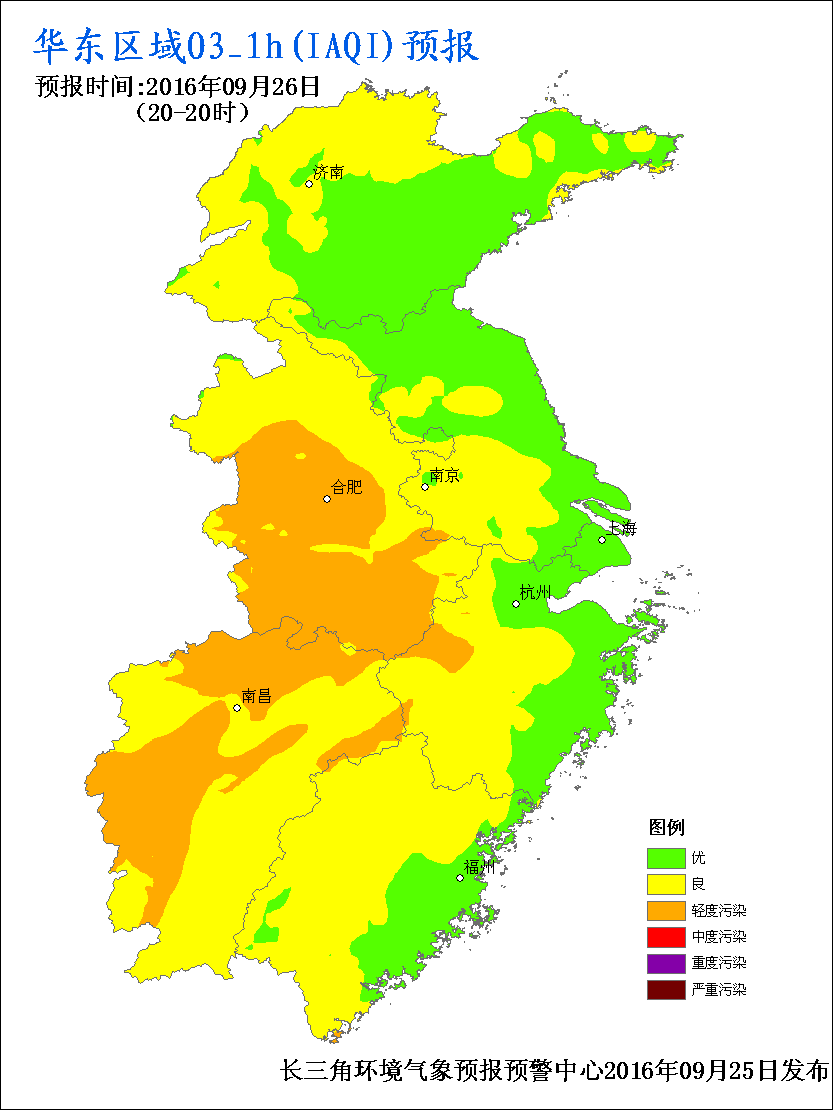 华东区域O3_1h(IAQI)预报
预报时间:2016年09月26日
(20-20时)
济南
南京
合肥
上海
杭州
南昌
福州
图例
优
良
轻度污染
中度污染
重度污染
严重污染
长三角环境气象预报预警中心2016年09月25日发布